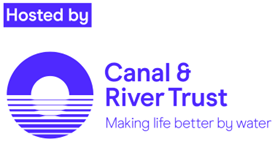 Hosted by
Canal &
River Trust
Making life better by water